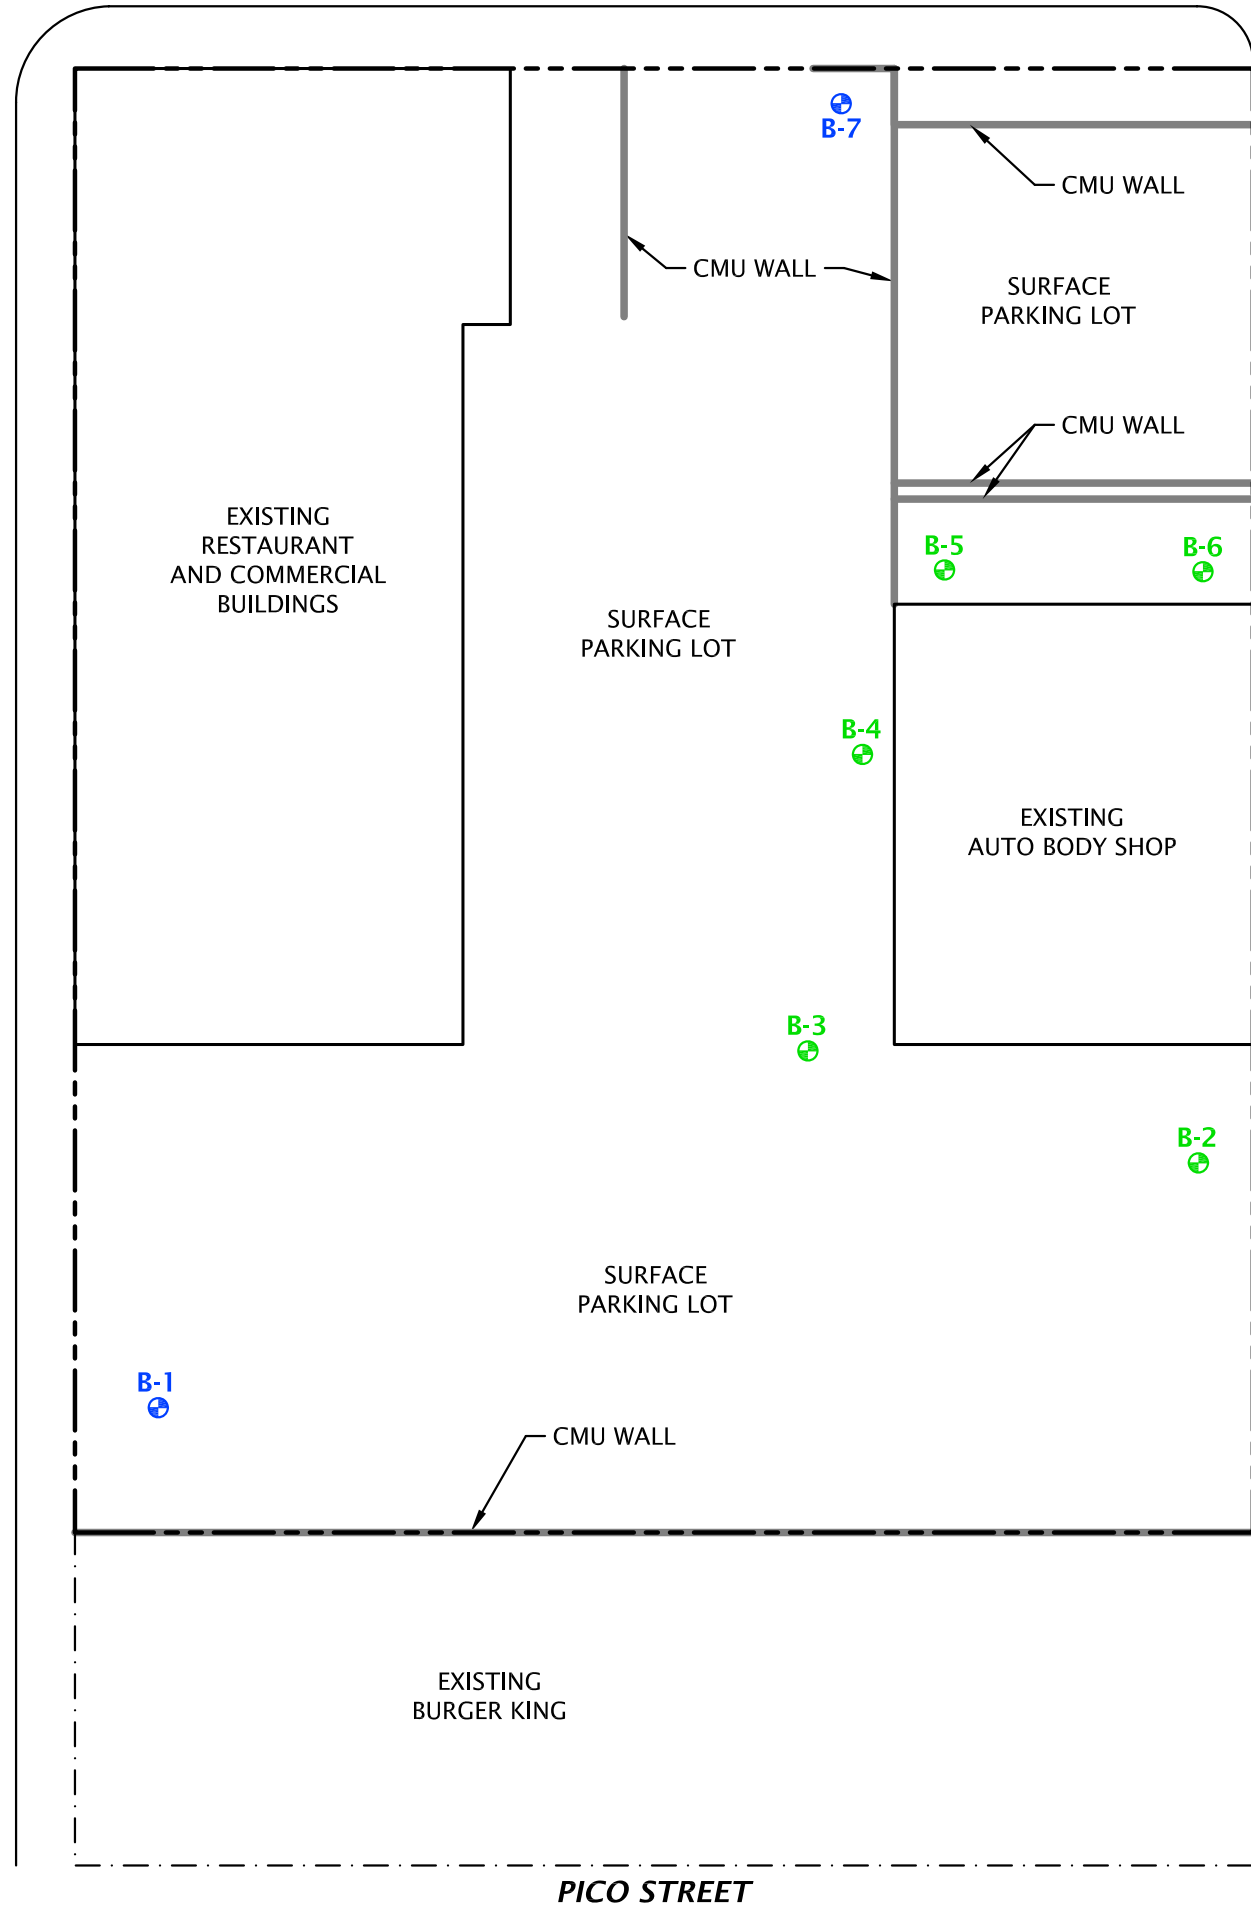 B-7
CMU WALL
CMU WALL
SURFACE
PARKING LOT
CMU WALL
EXISTING
RESTAURANT
AND COMMERCIAL
BUILDINGS
B-5
B-6
SURFACE
PARKING LOT
B-4
EXISTING
AUTO BODY SHOP
B-3
B-2
SURFACE
PARKING LOT
B-1
CMU WALL
EXISTING
BURGER KING
PICO STREET